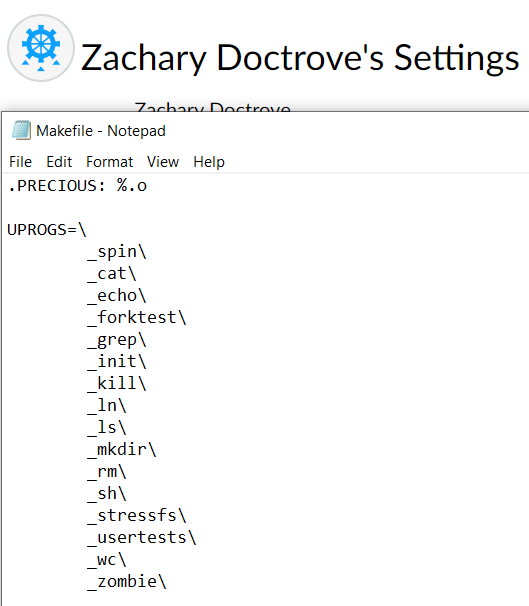 Zachary Doctrove's Settings
Zachary Doctrove
Makefile - Notepad
File Edit Format View Help
.PRECIOUS: %.o
UPROGS=\
_spin\
_cat\
_echo\
_forktest\
_grep\
_init\
_kill\
_ln\
_ls\
_mkdir\
_rm\
_sh\
_stressfs\
_usertests\
_wc\
_zombie\